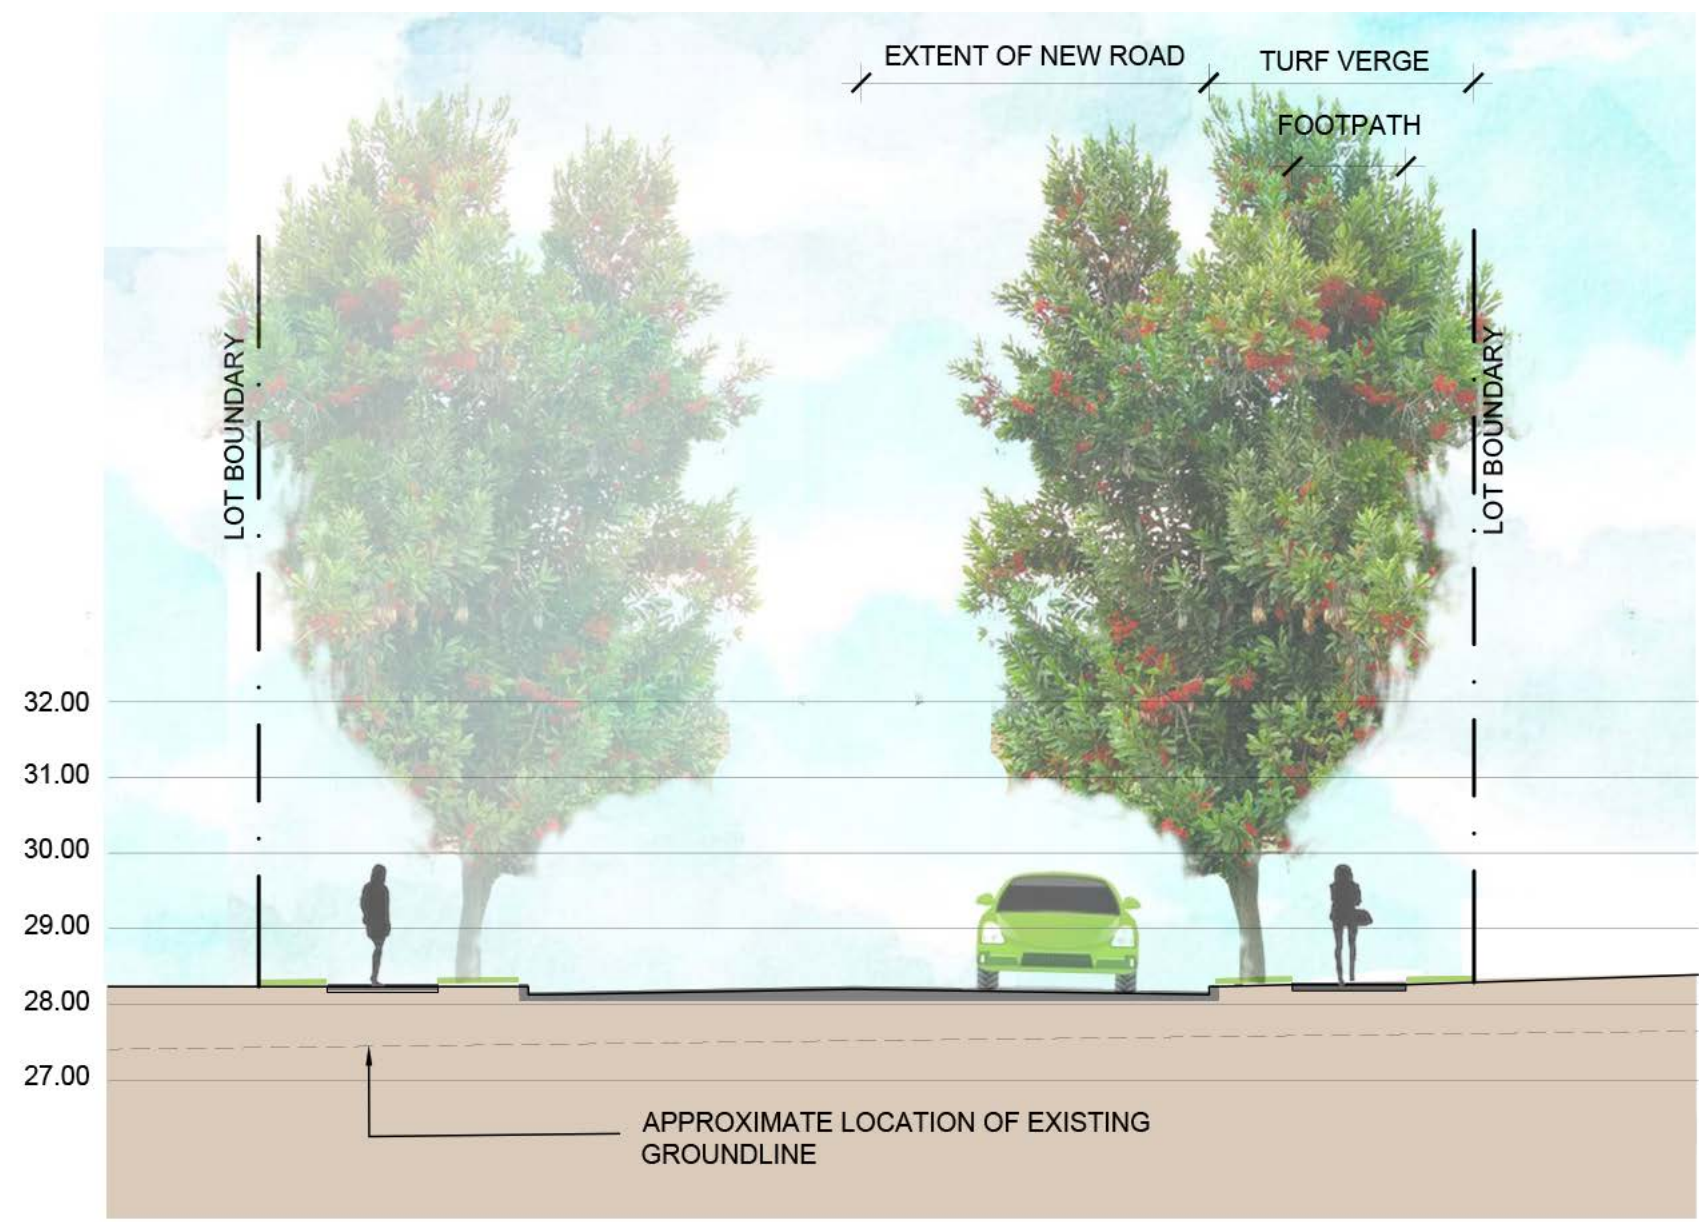 EXTENT OF NEW ROAD
TURF VERGE
FOOTPATH
LOT BOUNDARY
LOT BOUNDARY
32.00
31.00
30.00
29.00
28.00
27.00
APPROXIMATE LOCATION OF EXISTING
GROUNDLINE